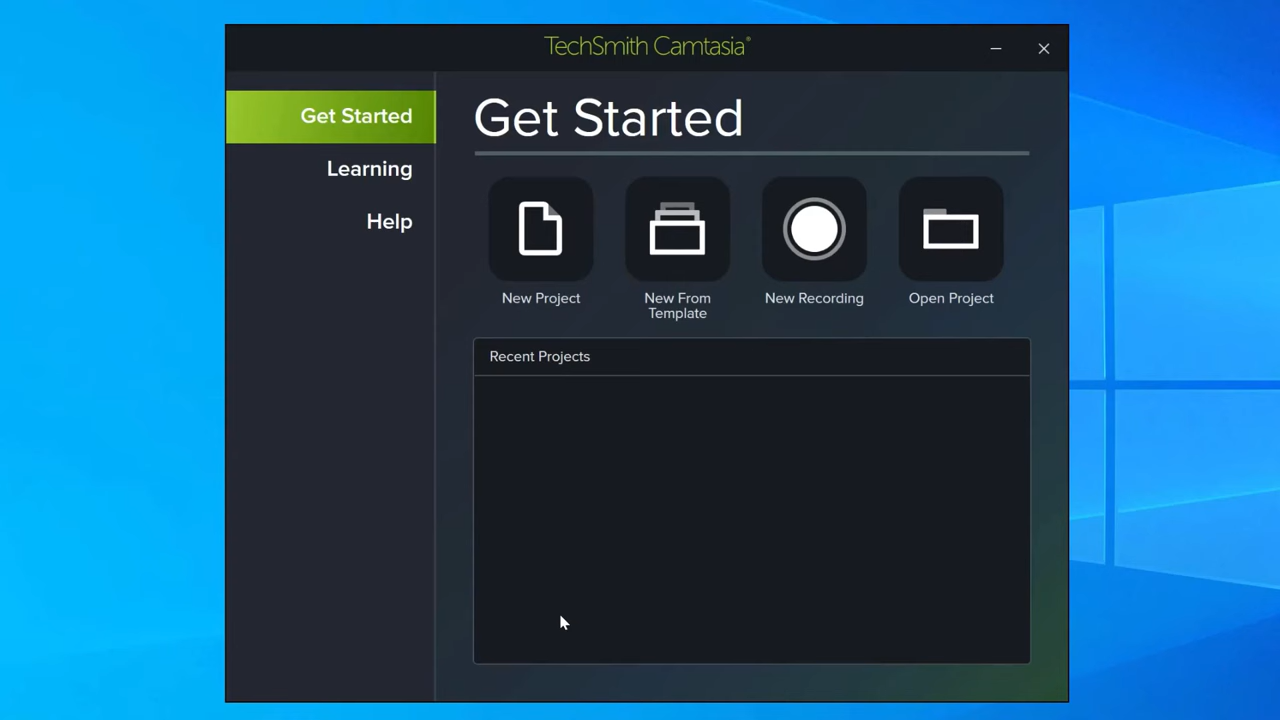 TechSmith Camtasia®
Get Started
Learning
Help
Get Started
New Project
New From
Template
New Recording
Open Project
Recent Projects